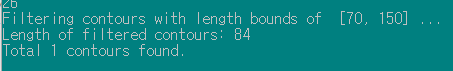 26
Filtering contours with length bounds of  [70, 150] ...
Length of filtered contours: 84
Total 1 contours found.